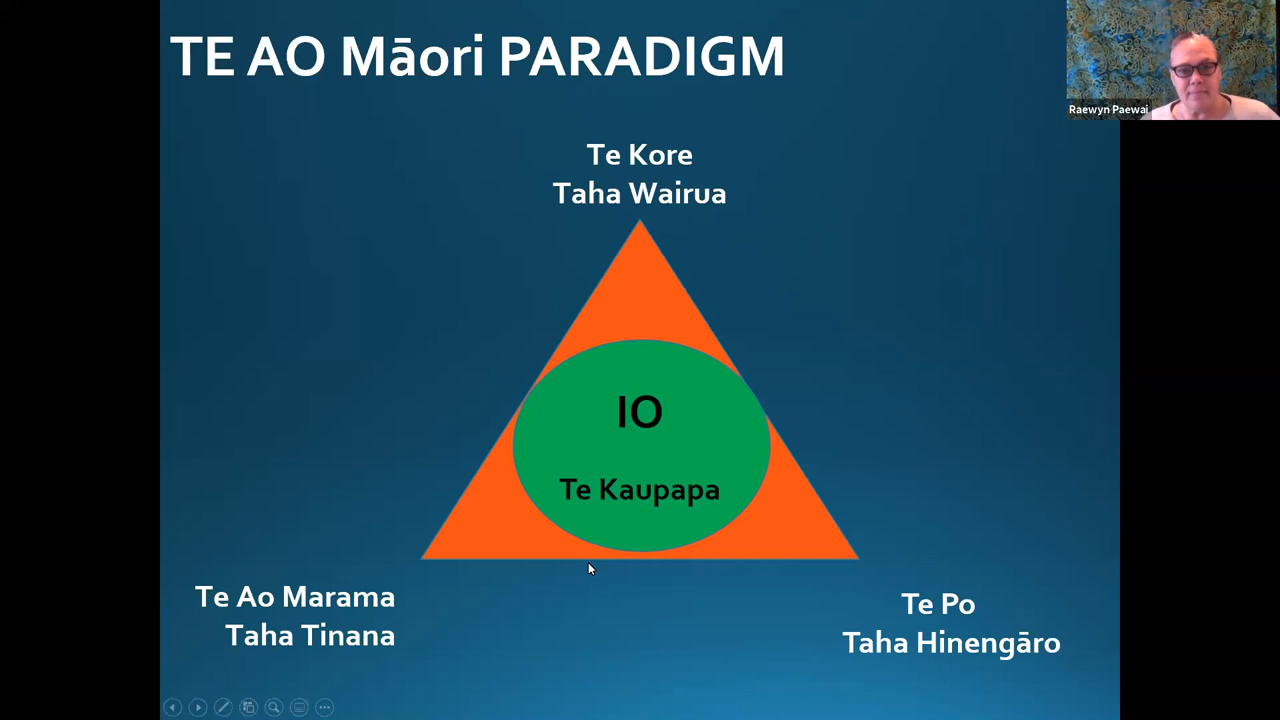 TE AO Māori PARADIGM
Raewyn Paewai
Te Kore
Taha Wairua
IO
Te Kaupapa
Te Ao Marama
Taha Tinana
Te Po
Taha Hinengāro